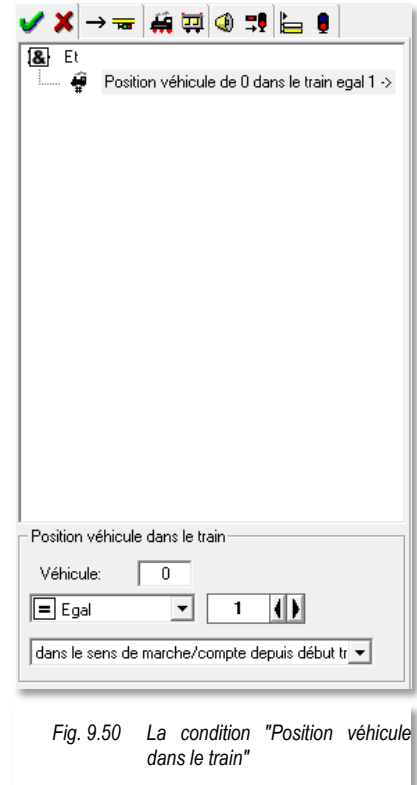 & Et
Position véhicule de 0 dans le train egal 1 ->
Position véhicule dans le train
Véhicule: 0
= Egal 1
dans le sens de marche/compte depuis début tr
Fig. 9.50 La condition "Position véhicule
dans le train"